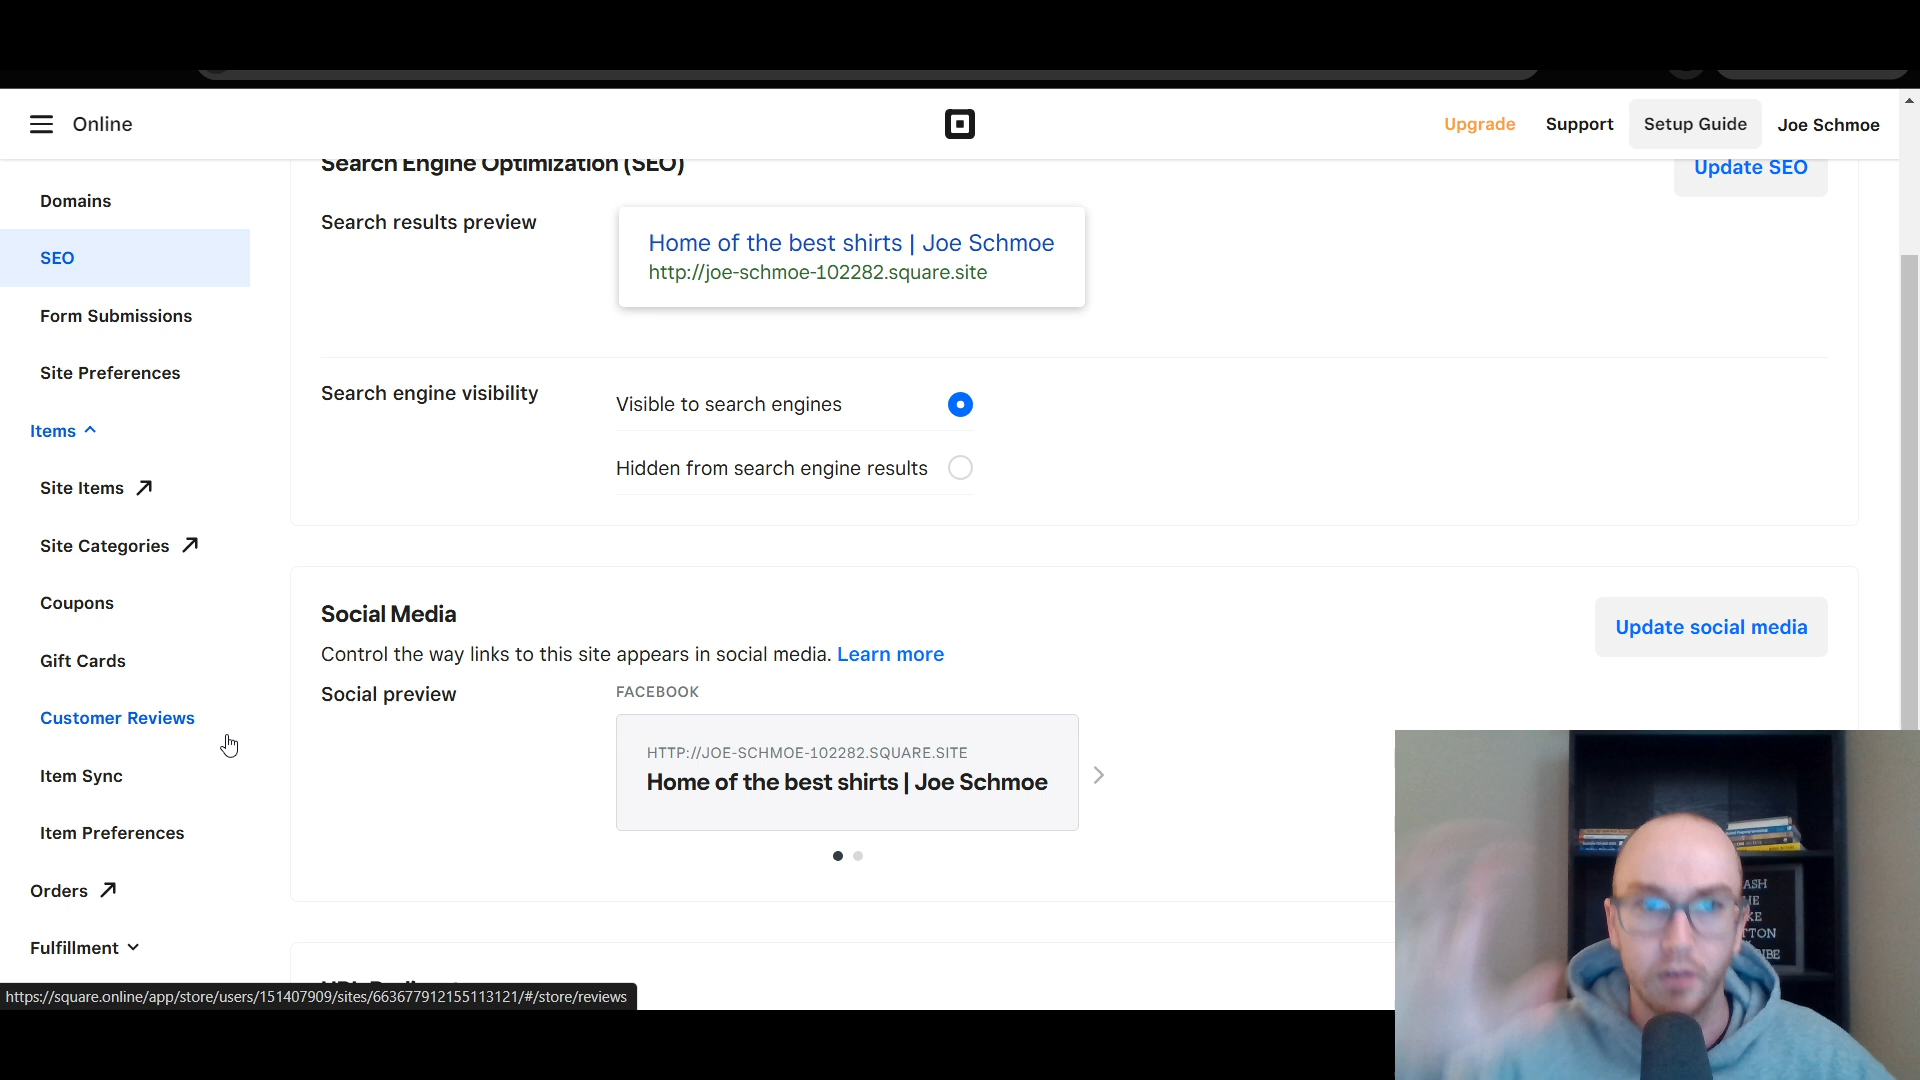 Online
Upgrade
Support
Setup Guide
Joe Schmoe
Domains
SEO
Form Submissions
Site Preferences
Items
Site Items
Site Categories
Coupons
Gift Cards
Customer Reviews
Item Sync
Item Preferences
Orders
Fulfillment
Search Engine Optimization (SEO)
Update SEO
Search results preview
Home of the best shirts | Joe Schmoe
http://joe-schmoe-102282.square.site
Search engine visibility
Visible to search engines
Hidden from search engine results
Social Media
Update social media
Control the way links to this site appears in social media. Learn more
Social preview
FACEBOOK
HTTP://JOE-SCHMOE-102282.SQUARE.SITE
Home of the best shirts | Joe Schmoe
https://square.online/app/store/users/151407909/sites/663677912155113121/#/store/reviews